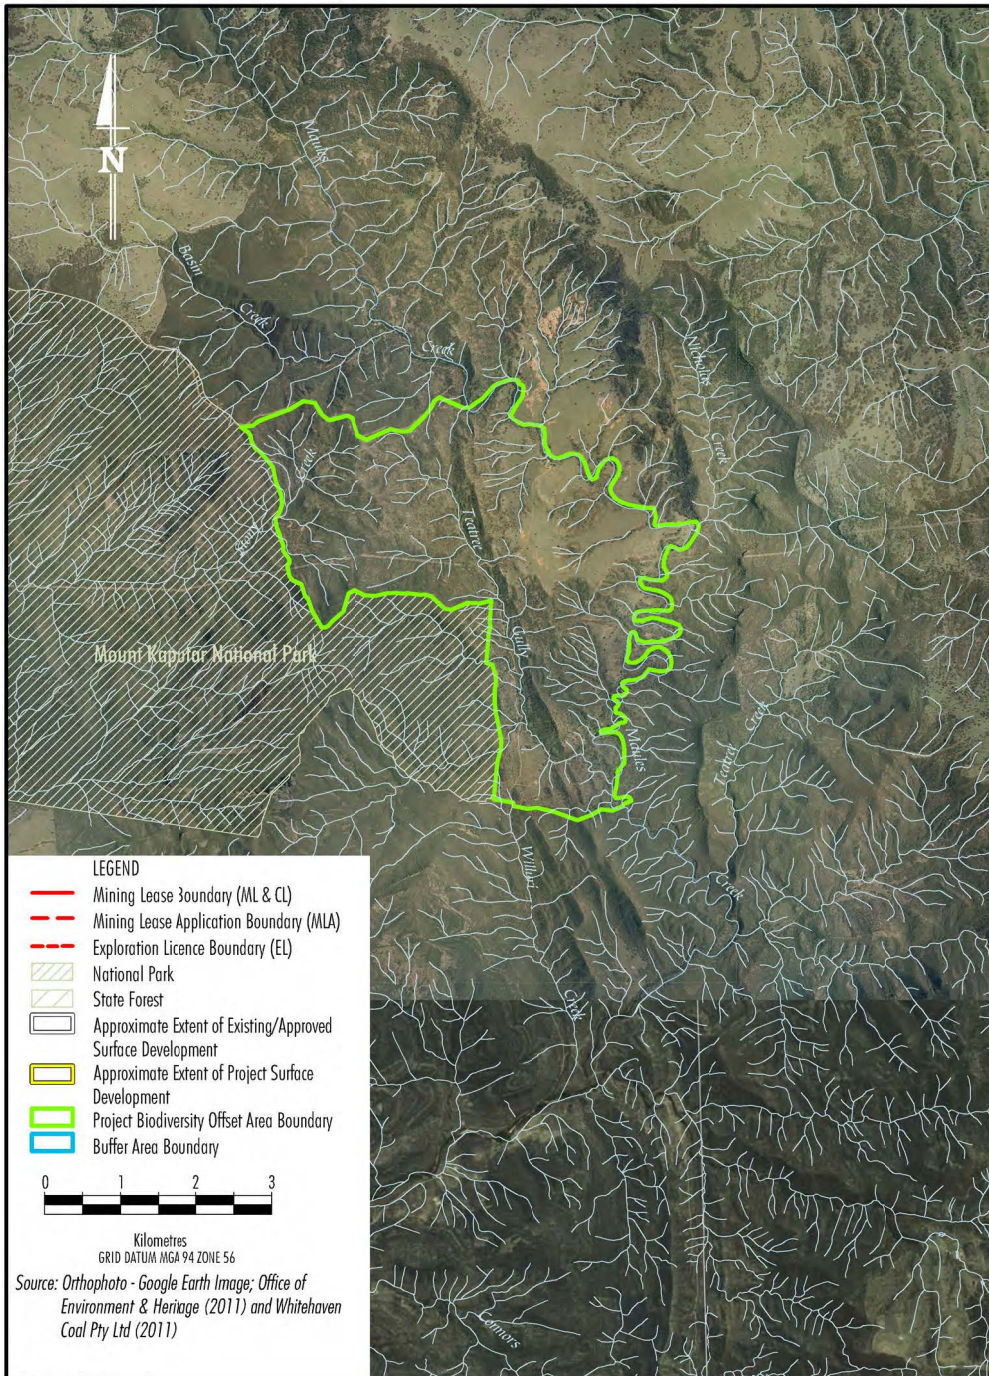 N
Maules
Basin
Creek
Creek
Nicholas
Creek
Creek
Stony
Teatree
Gully
Mount Kaputar National Park
Maules
Creek
Teatree
Creek
Willuri
Creek
Connors
LEGEND
Mining Lease Boundary (ML & CL)
Mining Lease Application Boundary (MLA)
Exploration Licence Boundary (EL)
National Park
State Forest
Approximate Extent of Existing/Approved
Surface Development
Approximate Extent of Project Surface
Development
Project Biodiversity Offset Area Boundary
Buffer Area Boundary
0 1 2 3
Kilometres
GRID DATUM MGA 94 ZONE 56
Source: Orthophoto - Google Earth Image; Office of
Environment & Heritage (2011) and Whitehaven
Coal Pty Ltd (2011)